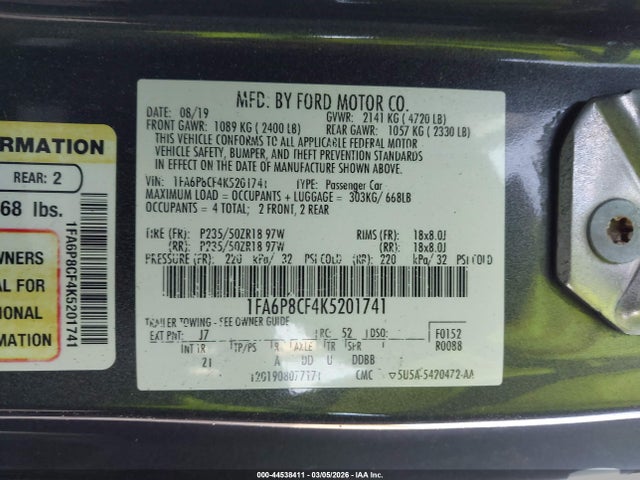 ORMATION
REAR: 2
68 lbs.
WNERS
AL FOR
IONAL
MATION
1FA6P8CF4K5201741
MFD. BY FORD MOTOR CO.
DATE: 08/19 GVWR: 2141 KG ( 4720 LB)
FRONT GAWR: 1089 KG ( 2400 LB) REAR GAWR: 1057 KG ( 2330 LB)
THIS VEHICLE CONFORMS TO ALL APPLICABLE FEDERAL MOTOR
VEHICLE SAFETY, BUMPER, AND THEFT PREVENTION STANDARDS
IN EFFECT ON THE DATE OF MANUFACTURE SHOWN ABOVE.
VIN: 1FA6P8CF4K5201741 TYPE: Passenger Car
MAXIMUM LOAD = OCCUPANTS + LUGGAGE = 303KG/ 668LB
OCCUPANTS = 4 TOTAL; 2 FRONT, 2 REAR
TIRE (FR): P235/50ZR18 97W RIMS (FR): 18x8.0J
(RR): P235/50ZR18 97W (RR): 18x8.0J
PRESSURE (FR): 220 kPa/ 32 PSI COLD (RR): 220 kPa/ 32 PSI COLD
1FA6P8CF4K5201741
TRAILER TOWING - SEE OWNER GUIDE
EXT PNT: J7 RC: 52 DSO: F0152
INT TR TP/PS R AXLE TR SPR R0088
2I A DD U DDBB
CMC 5U5A-5420472-AA
000-44538411 - 03/05/2026 - IAA Inc.